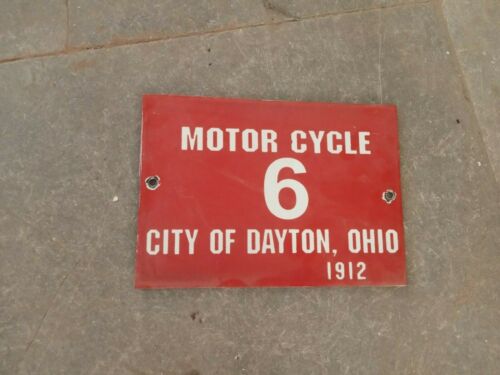 MOTOR CYCLE
6
CITY OF DAYTON, OHIO
1912